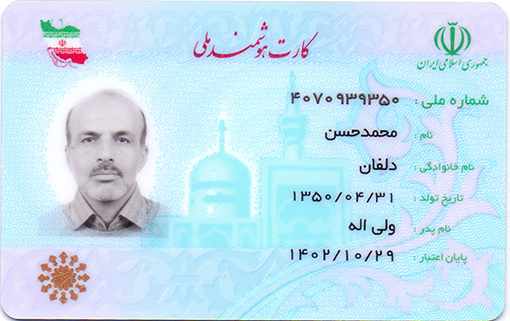 کارت هوشمند ملی
جمهوری اسلامی ایران
شماره ملی : ۴۰۷۰۹۳۹۳۵۰
نام : محمدحسن
نام خانوادگی : دلفان
تاریخ تولد : ۱۳۵۰/۰۴/۳۱
نام پدر : ولی اله
پایان اعتبار : ۱۴۰۲/۱۰/۲۹